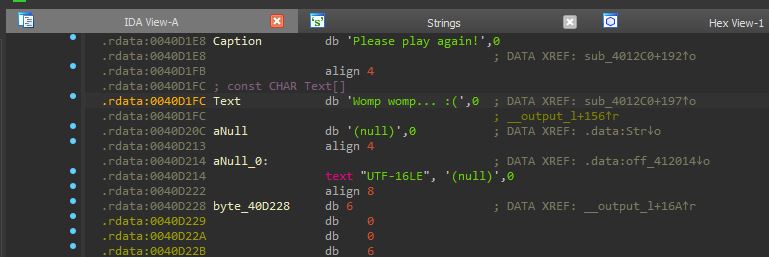 IDA View-A Strings Hex View-1
.rdata:0040D1E8 Caption db 'Please play again!',0
.rdata:0040D1E8 ; DATA XREF: sub_4012C0+192↑o
.rdata:0040D1FB align 4
.rdata:0040D1FC ; const CHAR Text[]
.rdata:0040D1FC Text db 'Womp womp... :(',0 ; DATA XREF: sub_4012C0+197↑o
.rdata:0040D1FC ; __output_l+156↑r
.rdata:0040D20C aNull db '(null)',0 ; DATA XREF: .data:Str↓o
.rdata:0040D213 align 4
.rdata:0040D214 aNull_0: ; DATA XREF: .data:off_412014↓o
.rdata:0040D214 text "UTF-16LE", '(null)',0
.rdata:0040D222 align 8
.rdata:0040D228 byte_40D228 db 6 ; DATA XREF: __output_l+16A↑r
.rdata:0040D229 db 0
.rdata:0040D22A db 0
.rdata:0040D22B db 6